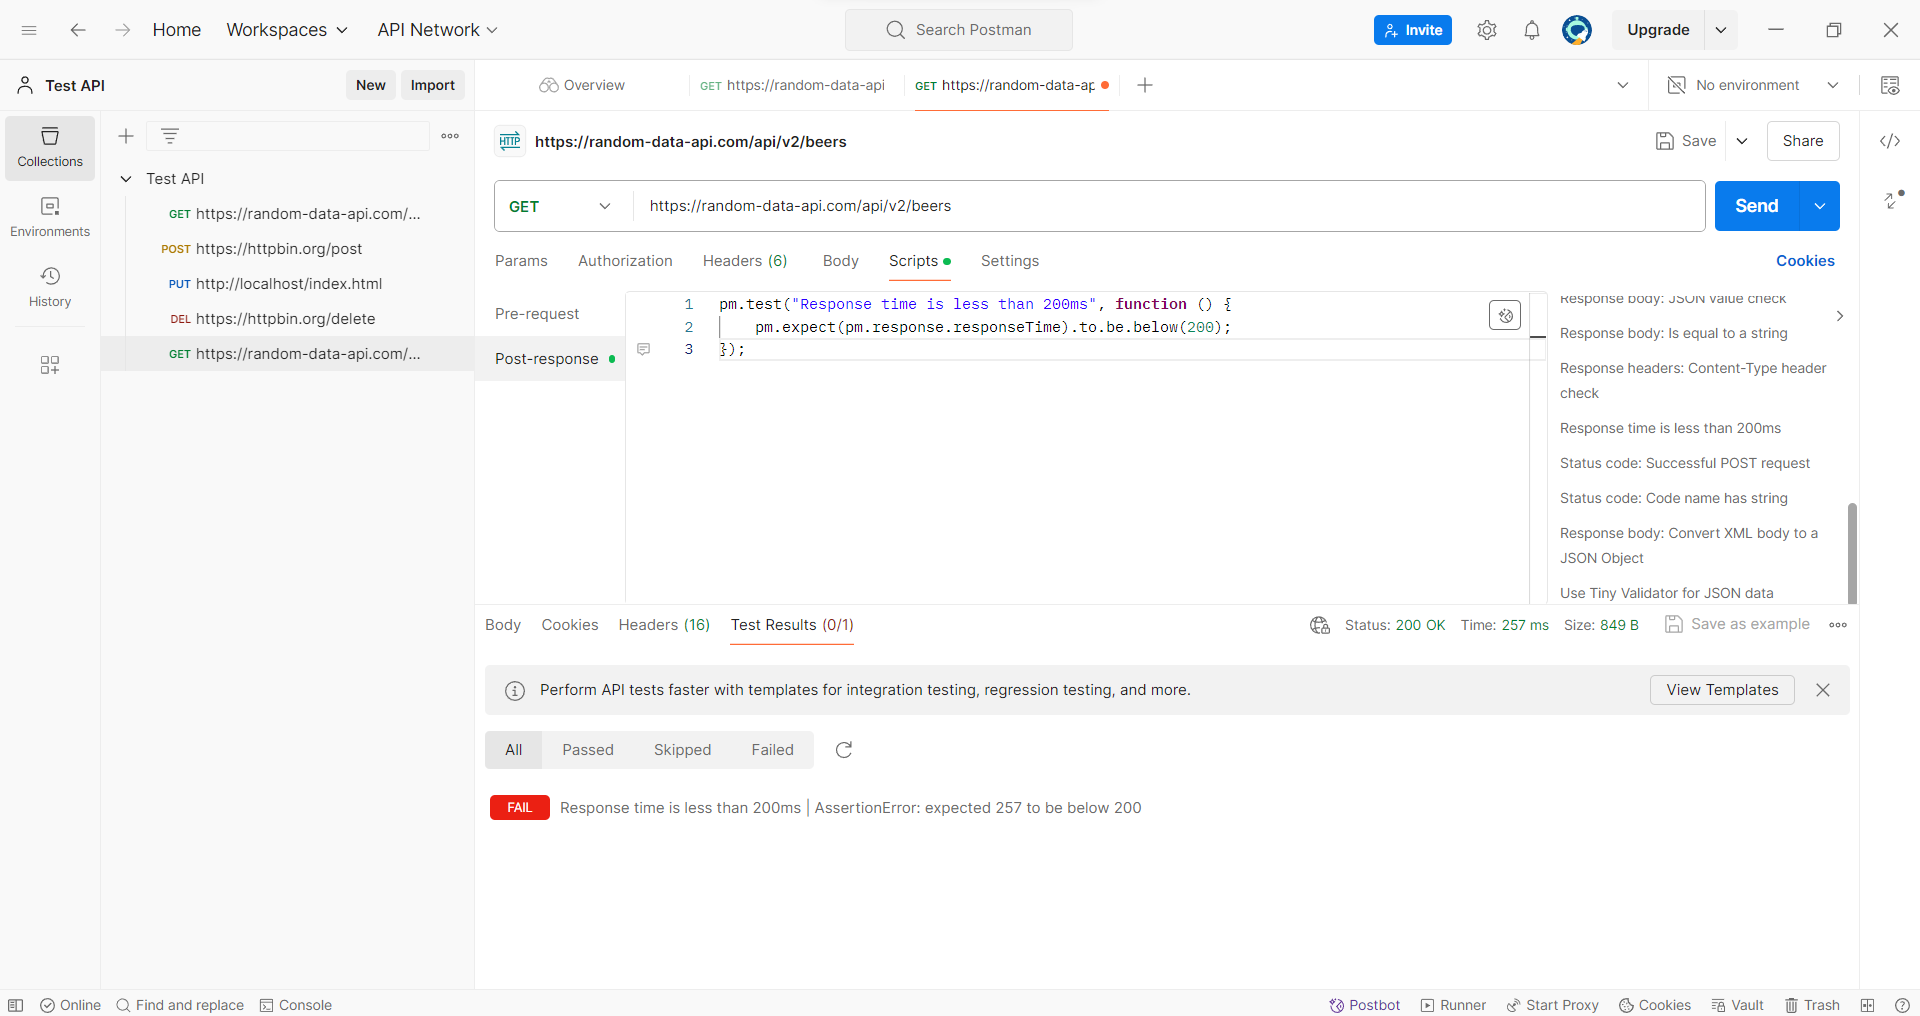 Home
Workspaces
API Network
Search Postman
Invite
Upgrade
Test API
New
Import
Overview
GET https://random-data-api
GET https://random-data-ap
No environment
Collections
Environments
History
Test API
GET https://random-data-api.com/...
POST https://httpbin.org/post
PUT http://localhost/index.html
DEL https://httpbin.org/delete
GET https://random-data-api.com/...
HTTP https://random-data-api.com/api/v2/beers
Save
Share
GET
https://random-data-api.com/api/v2/beers
Send
Params
Authorization
Headers (6)
Body
Scripts
Settings
Cookies
Pre-request
Post-response
1 pm.test("Response time is less than 200ms", function () {
2 pm.expect(pm.response.responseTime).to.be.below(200);
3 });
Response body: JSON value check
Response body: Is equal to a string
Response headers: Content-Type header
check
Response time is less than 200ms
Status code: Successful POST request
Status code: Code name has string
Response body: Convert XML body to a
JSON Object
Use Tiny Validator for JSON data
Body
Cookies
Headers (16)
Test Results (0/1)
Status: 200 OK
Time: 257 ms
Size: 849 B
Save as example
Perform API tests faster with templates for integration testing, regression testing, and more.
View Templates
All
Passed
Skipped
Failed
FAIL Response time is less than 200ms | AssertionError: expected 257 to be below 200
Online
Find and replace
Console
Postbot
Runner
Start Proxy
Cookies
Vault
Trash